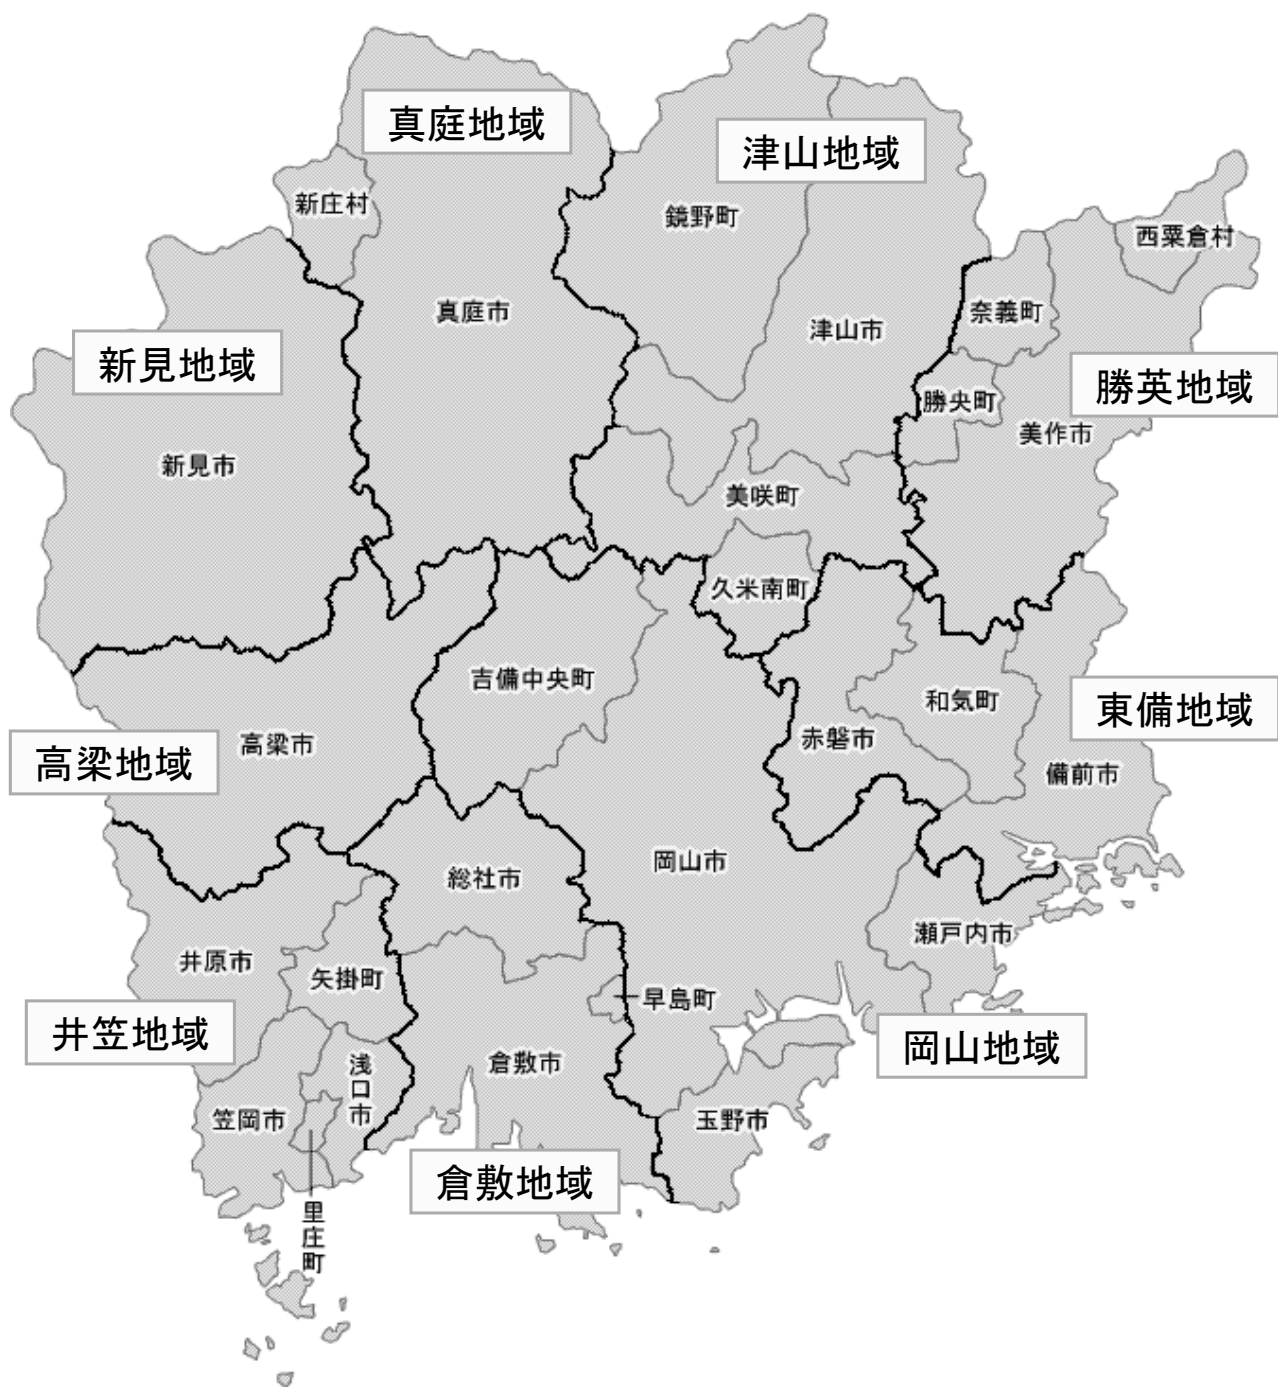 真庭地域
津山地域
新庄村
鏡野町
西粟倉村
真庭市
奈義町
津山市
新見地域
勝英地域
勝央町
美作市
新見市
美咲町
久米南町
吉備中央町
和気町
東備地域
赤磐市
高梁市
高梁地域
備前市
岡山市
総社市
瀬戸内市
井原市
矢掛町
早島町
井笠地域
岡山地域
倉敷市
浅口市
笠岡市
玉野市
倉敷地域
里庄町